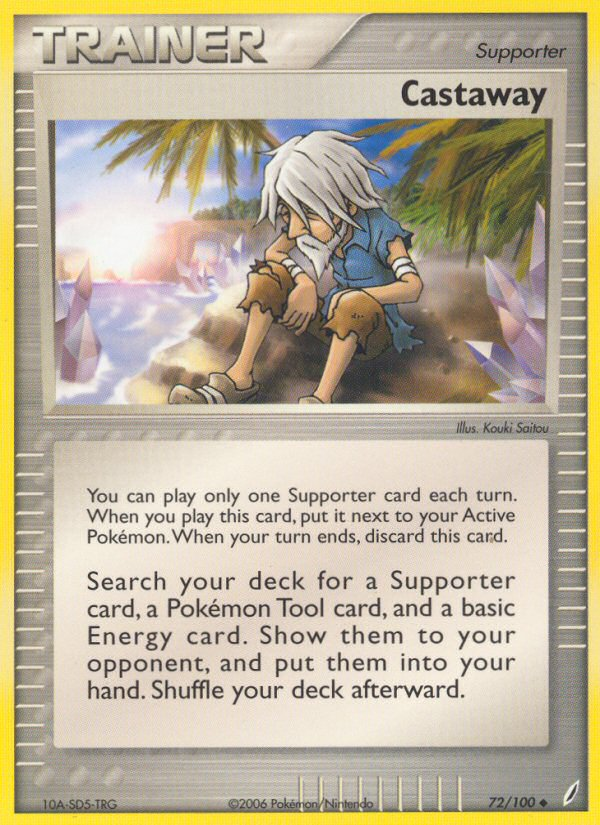 TRAINER
Supporter
Castaway
Illus. Kouki Saitou
You can play only one Supporter card each turn.
When you play this card, put it next to your Active
Pokémon. When your turn ends, discard this card.
Search your deck for a Supporter
card, a Pokémon Tool card, and a basic
Energy card. Show them to your
opponent, and put them into your
hand. Shuffle your deck afterward.
10A-SD5-TRG
©2006 Pokémon/Nintendo
72/100 ◆